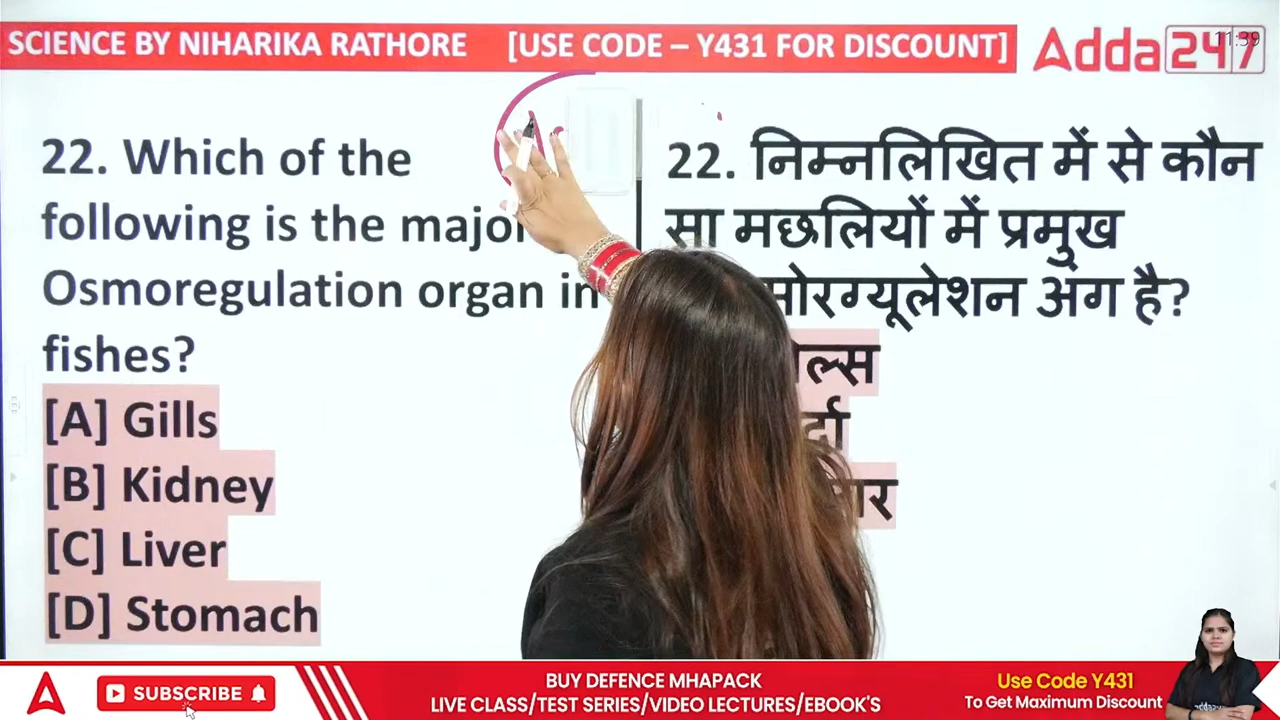 SCIENCE BY NIHARIKA RATHORE [USE CODE – Y431 FOR DISCOUNT]
Adda247
11:39
22. Which of the
following is the major
Osmoregulation organ in
fishes?
[A] Gills
[B] Kidney
[C] Liver
[D] Stomach
22. निम्नलिखित में से कौन
सा मछलियों में प्रमुख
अंग है?
SUBSCRIBE
BUY DEFENCE MHAPACK
LIVE CLASS/TEST SERIES/VIDEO LECTURES/EBOOK'S
Use Code Y431
To Get Maximum Discount